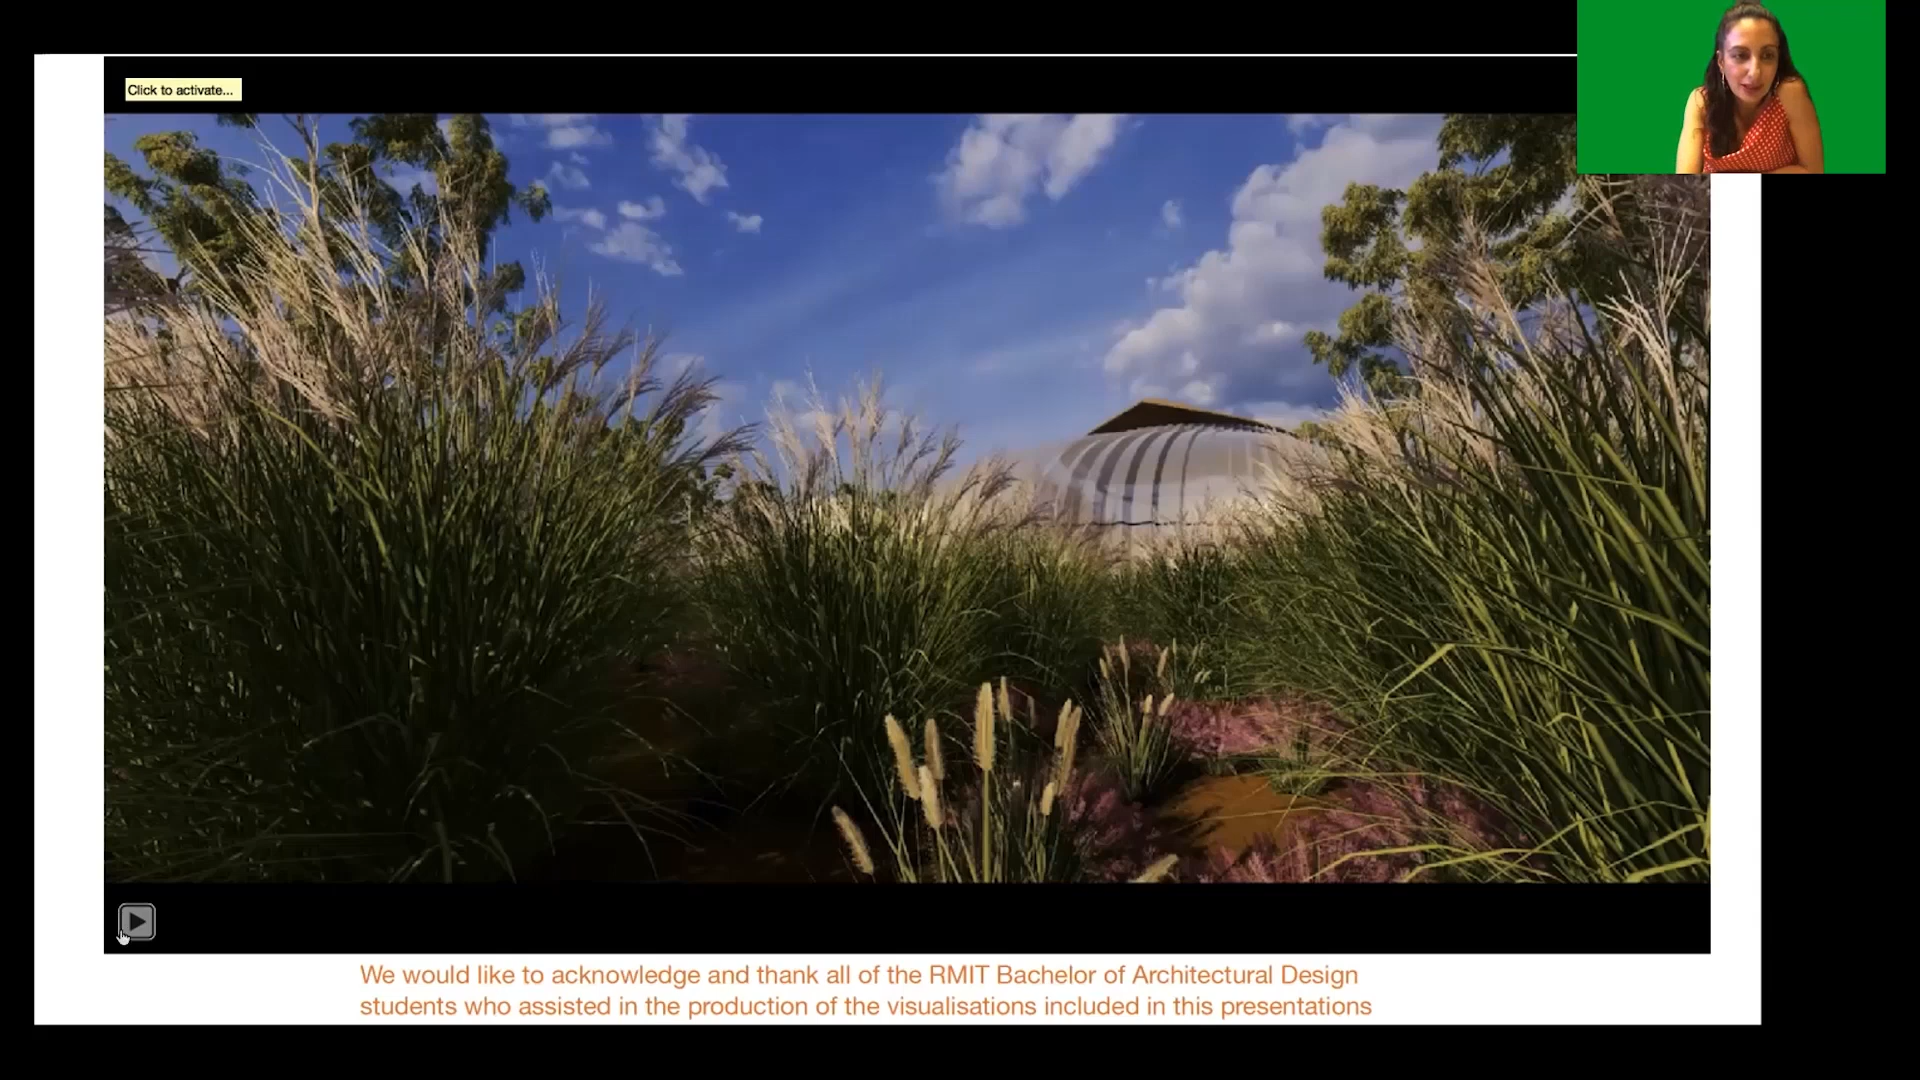 Click to activate...
We would like to acknowledge and thank all of the RMIT Bachelor of Architectural Design
students who assisted in the production of the visualisations included in this presentations